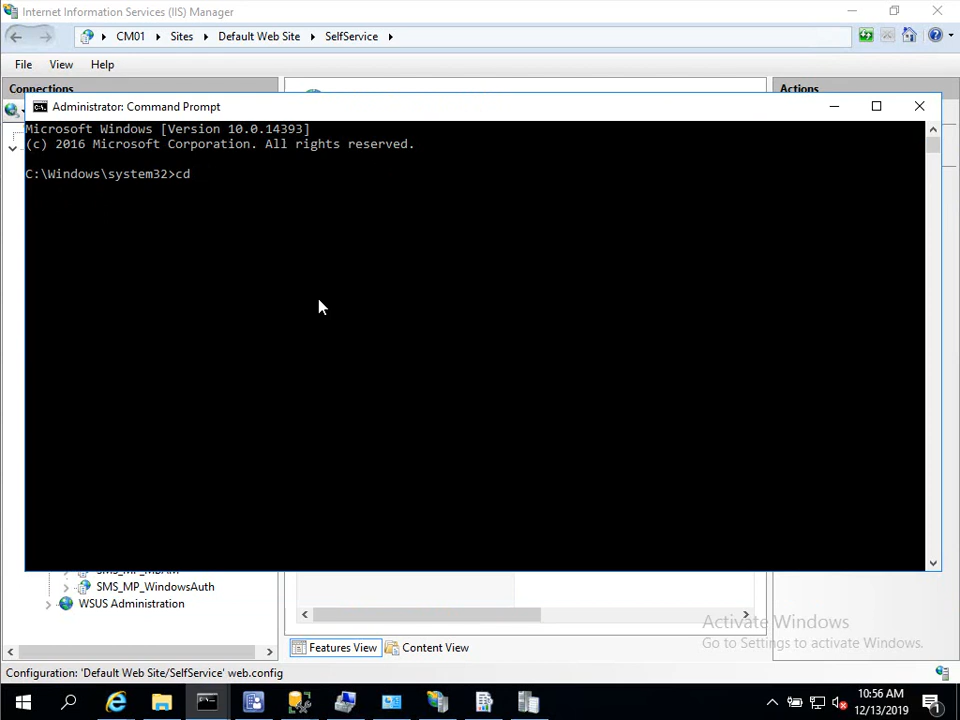 Internet Information Services (IIS) Manager
CM01 Sites Default Web Site SelfService
File View Help
Connections
Actions
Administrator: Command Prompt
Microsoft Windows [Version 10.0.14393]
(c) 2016 Microsoft Corporation. All rights reserved.
C:\Windows\system32>cd
SMS_MP_WindowsAuth
WSUS Administration
Features View Content View
Activate Windows
Go to Settings to activate Windows.
Configuration: 'Default Web Site/SelfService' web.config
10:56 AM
12/13/2019
1